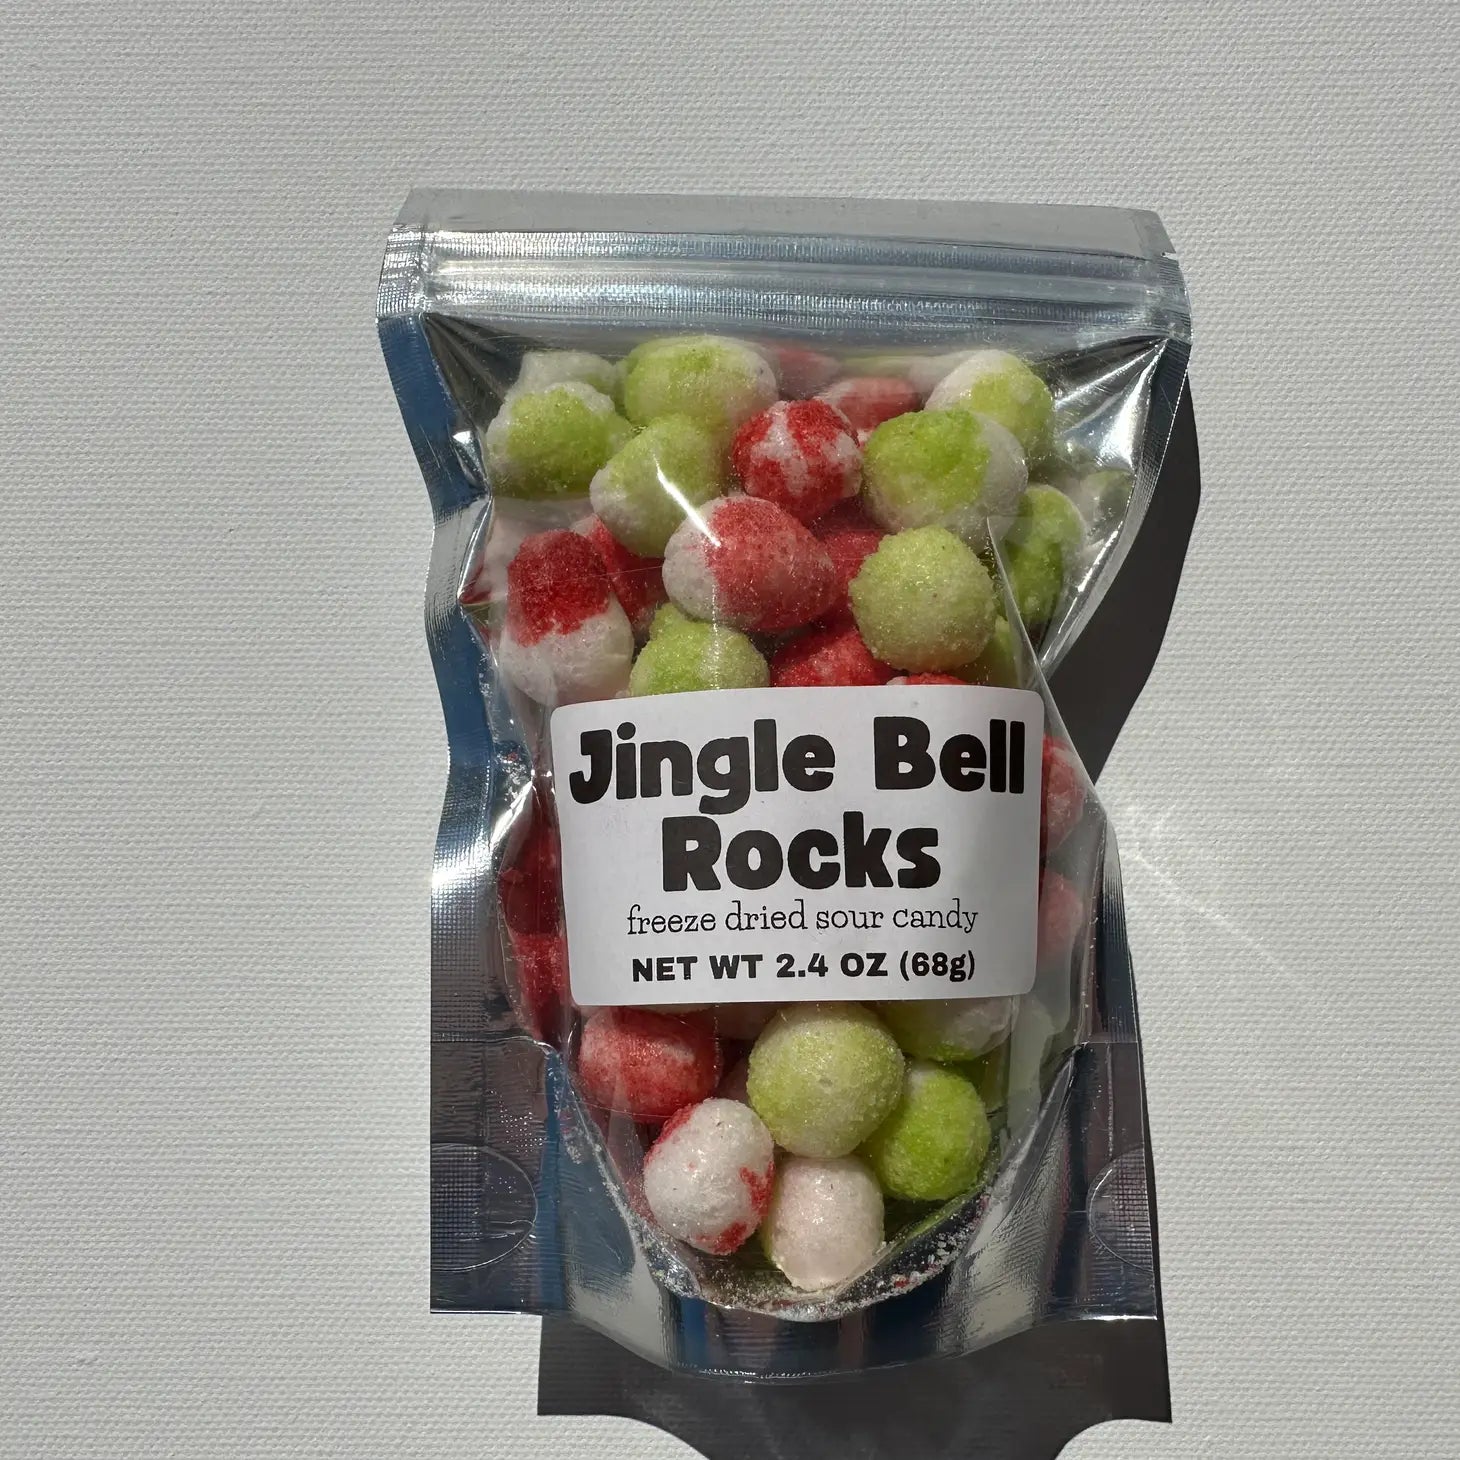 Jingle Bell
Rocks
freeze dried sour candy
NET WT 2.4 OZ (68g)